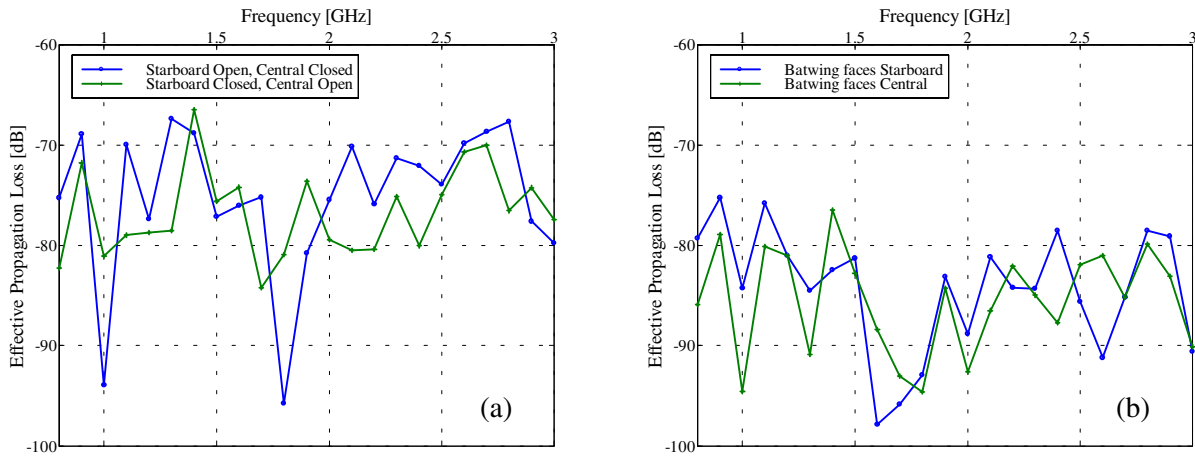 Frequency [GHz]
1 1.5 2 2.5 3
-60
-70
-80
-90
-100
Effective Propagation Loss [dB]
Starboard Open, Central Closed
Starboard Closed, Central Open
(a)
Frequency [GHz]
1 1.5 2 2.5 3
-60
-70
-80
-90
-100
Effective Propagation Loss [dB]
Batwing faces Starboard
Batwing faces Central
(b)